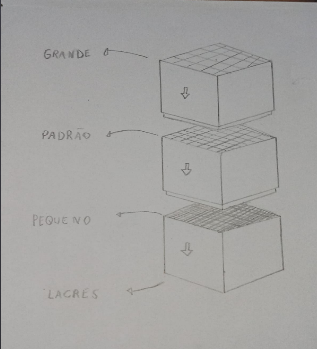 GRANDE
PADRÃO
PEQUENO
LACRES